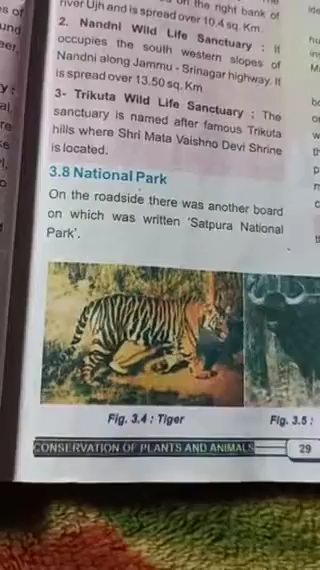 river Ujh and is spread over 10.4 sq. Km.
2. Nandni Wild Life Sanctuary : It
occupies the south western slopes of
Nandni along Jammu - Srinagar highway. It
is spread over 13.50 sq. Km
3- Trikuta Wild Life Sanctuary : The
sanctuary is named after famous Trikuta
hills where Shri Mata Vaishno Devi Shrine
is located.
3.8 National Park
On the roadside there was another board
on which was written ‘Satpura National
Park’.
Fig. 3.4 : Tiger
Fig. 3.5 :
CONSERVATION OF PLANTS AND ANIMALS
29